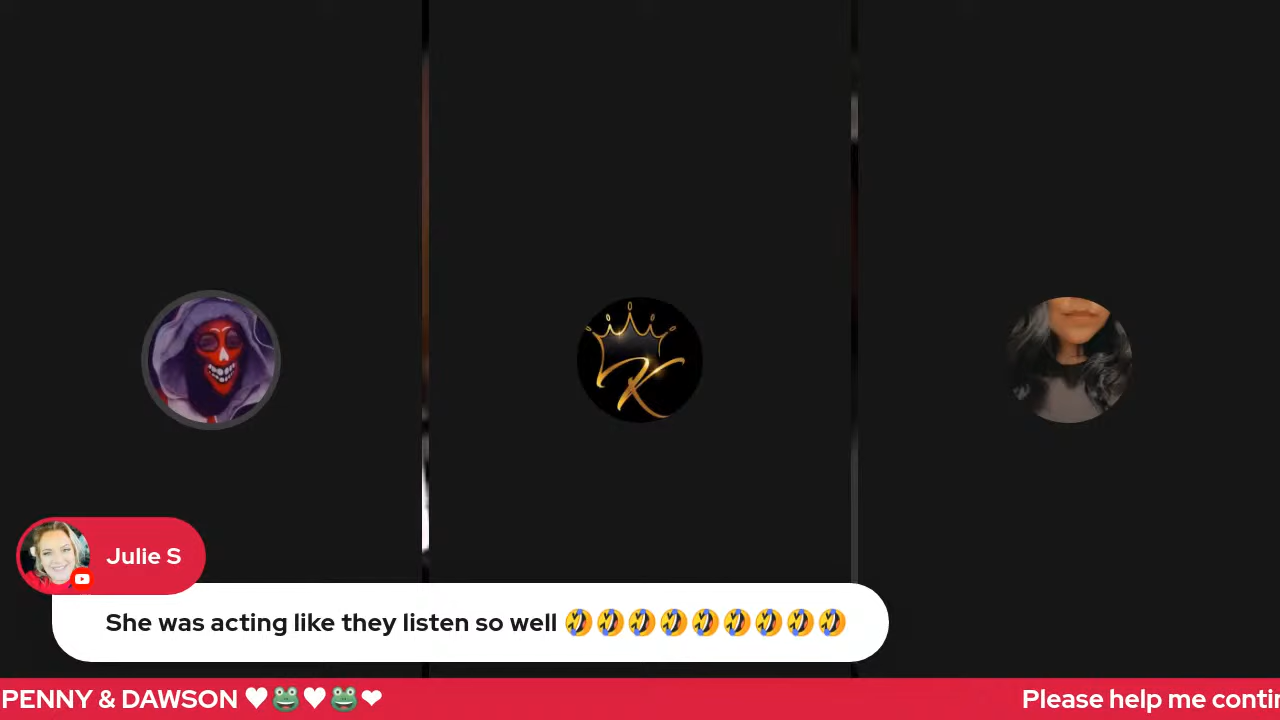 K
Julie S
She was acting like they listen so well 🤣🤣🤣🤣🤣🤣🤣🤣🤣
PENNY & DAWSON ♥🐸♥🐸❤ Please help me contin